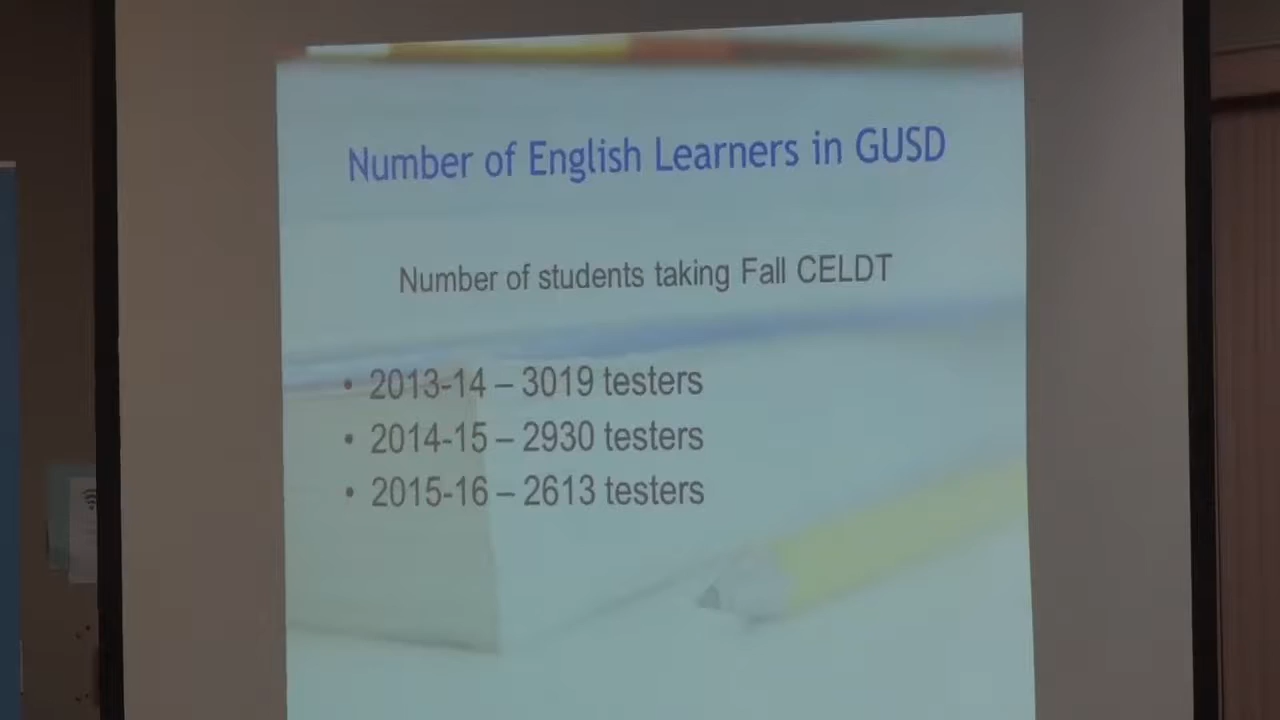 Number of English Learners in GUSD
Number of students taking Fall CELDT
• 2013-14 – 3019 testers
• 2014-15 – 2930 testers
• 2015-16 – 2613 testers